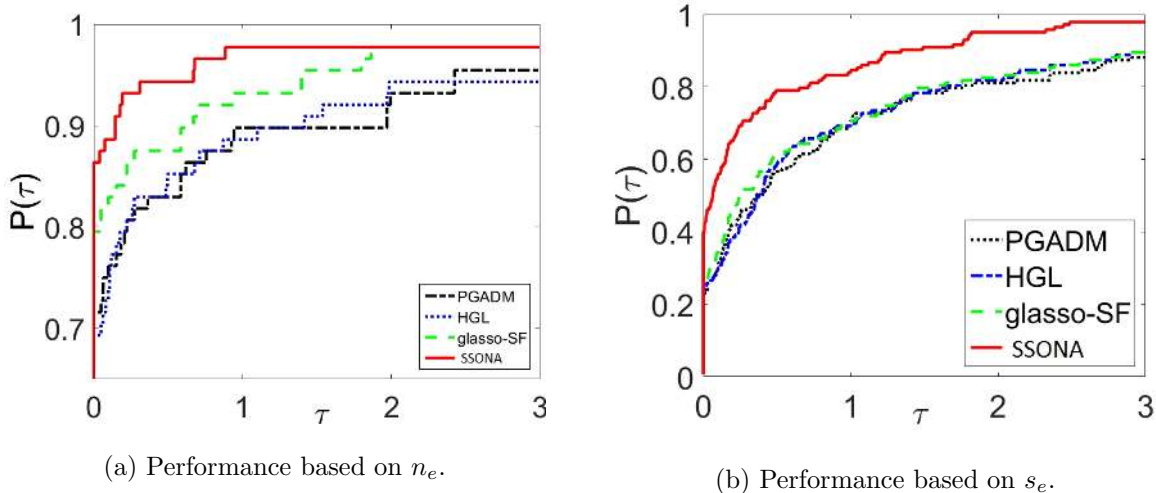 1
0.9
0.8
0.7
P(τ)
0
1
2
3
τ
PGADM
HGL
glasso-SF
SSONA
(a) Performance based on nₑ.
1
0.8
0.6
0.4
0.2
0
P(τ)
0
1
2
3
τ
PGADM
HGL
glasso-SF
SSONA
(b) Performance based on sₑ.